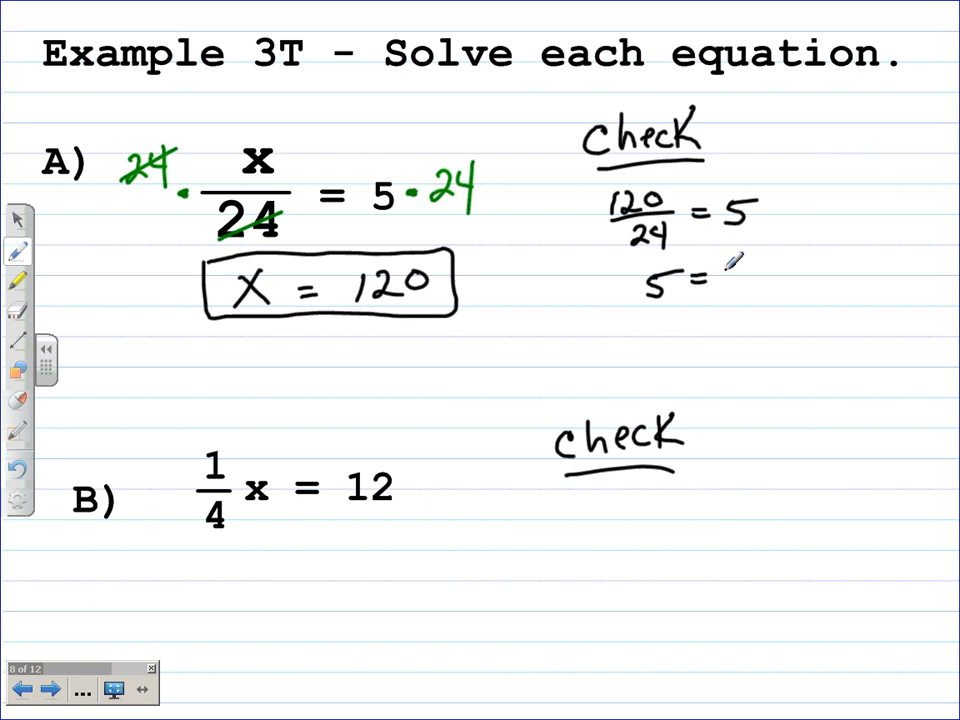 Example 3T - Solve each equation.
check
A) 24 · x/24 = 5 · 24
120/24 = 5
x = 120
5 =
check
B) 1/4 x = 12
8 of 12
...